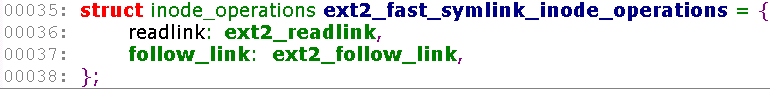 00035: struct inode_operations ext2_fast_symlink_inode_operations = {
00036:     readlink: ext2_readlink,
00037:     follow_link: ext2_follow_link,
00038: };